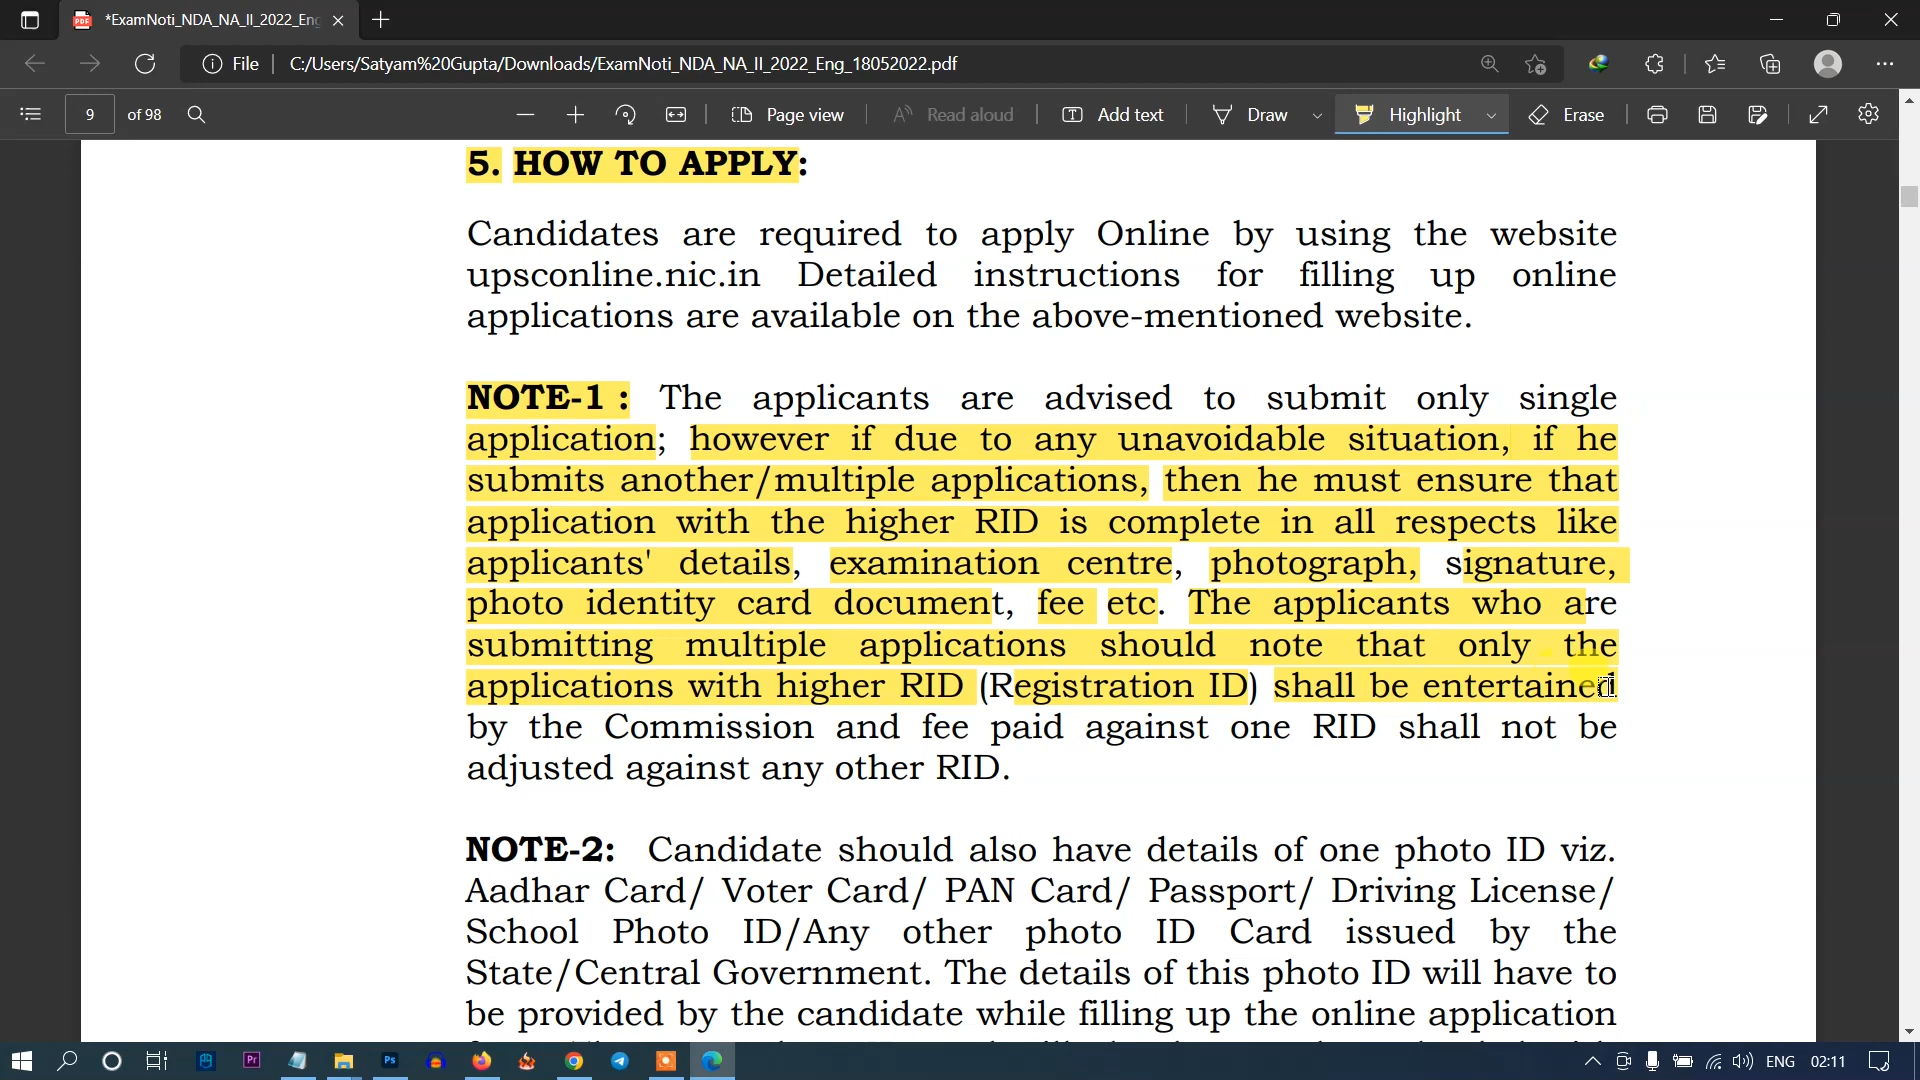 *ExamNoti_NDA_NA_II_2022_Eng
File
C:/Users/Satyam%20Gupta/Downloads/ExamNoti_NDA_NA_II_2022_Eng_18052022.pdf
9 of 98
Page view
Read aloud
Add text
Draw
Highlight
Erase
5. HOW TO APPLY:
Candidates are required to apply Online by using the website
upsconline.nic.in Detailed instructions for filling up online
applications are available on the above-mentioned website.
NOTE-1 : The applicants are advised to submit only single
application; however if due to any unavoidable situation, if he
submits another/multiple applications, then he must ensure that
application with the higher RID is complete in all respects like
applicants' details, examination centre, photograph, signature,
photo identity card document, fee etc. The applicants who are
submitting multiple applications should note that only the
applications with higher RID (Registration ID) shall be entertained
by the Commission and fee paid against one RID shall not be
adjusted against any other RID.
NOTE-2: Candidate should also have details of one photo ID viz.
Aadhar Card/ Voter Card/ PAN Card/ Passport/ Driving License/
School Photo ID/Any other photo ID Card issued by the
State/Central Government. The details of this photo ID will have to
be provided by the candidate while filling up the online application
Pr
Ps
ENG
02:11